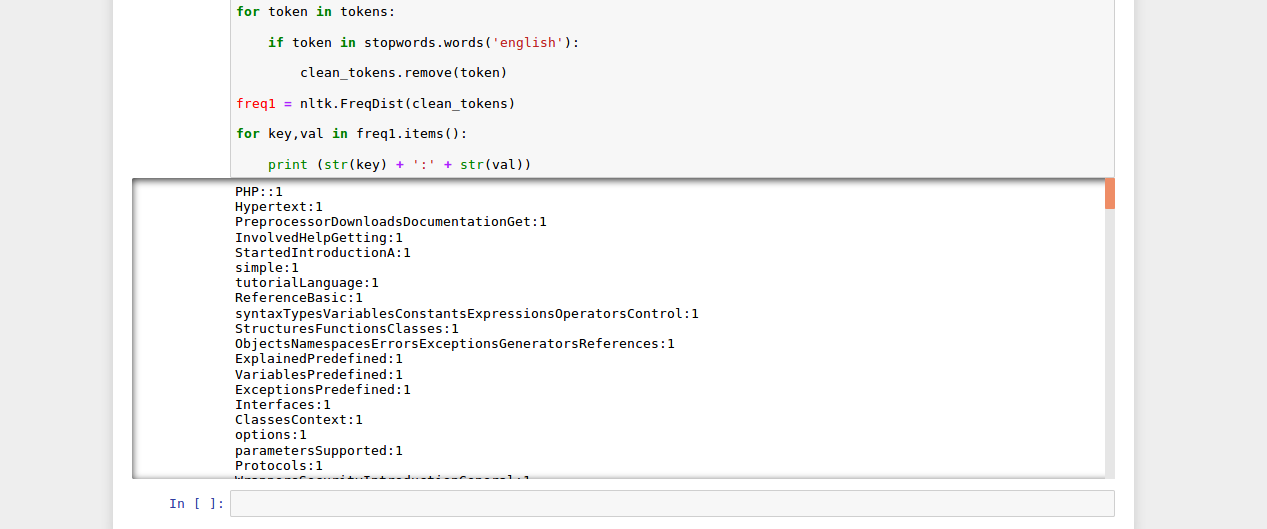 for token in tokens:
    if token in stopwords.words('english'):
        clean_tokens.remove(token)
freq1 = nltk.FreqDist(clean_tokens)
for key,val in freq1.items():
    print (str(key) + ':' + str(val))
PHP::1
Hypertext:1
PreprocessorDownloadsDocumentationGet:1
InvolvedHelpGetting:1
StartedIntroductionA:1
simple:1
tutorialLanguage:1
ReferenceBasic:1
syntaxTypesVariablesConstantsExpressionsOperatorsControl:1
StructuresFunctionsClasses:1
ObjectsNamespacesErrorsExceptionsGeneratorsReferences:1
ExplainedPredefined:1
VariablesPredefined:1
ExceptionsPredefined:1
Interfaces:1
ClassesContext:1
options:1
parametersSupported:1
Protocols:1
In [ ]: